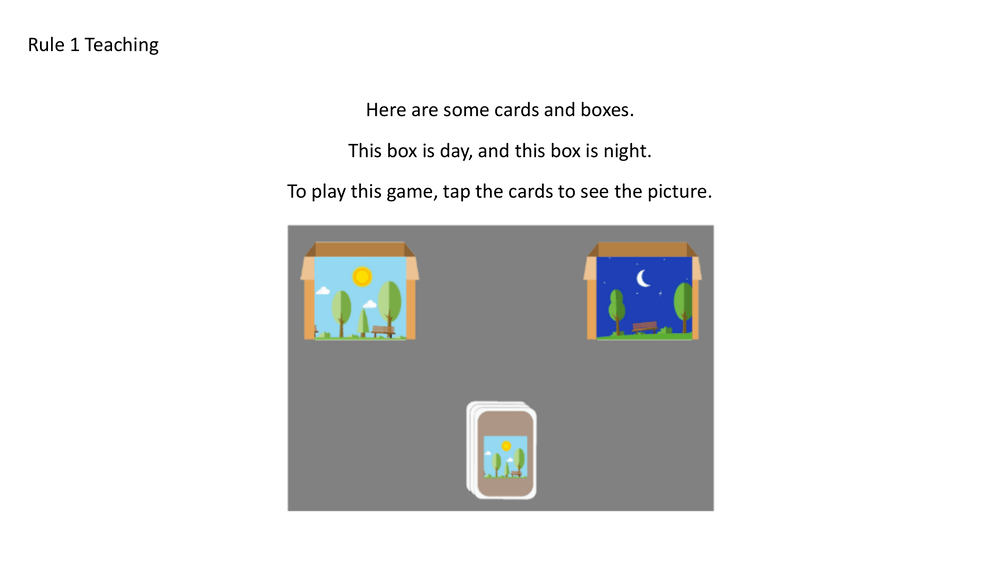 Rule 1 Teaching
Here are some cards and boxes.
This box is day, and this box is night.
To play this game, tap the cards to see the picture.